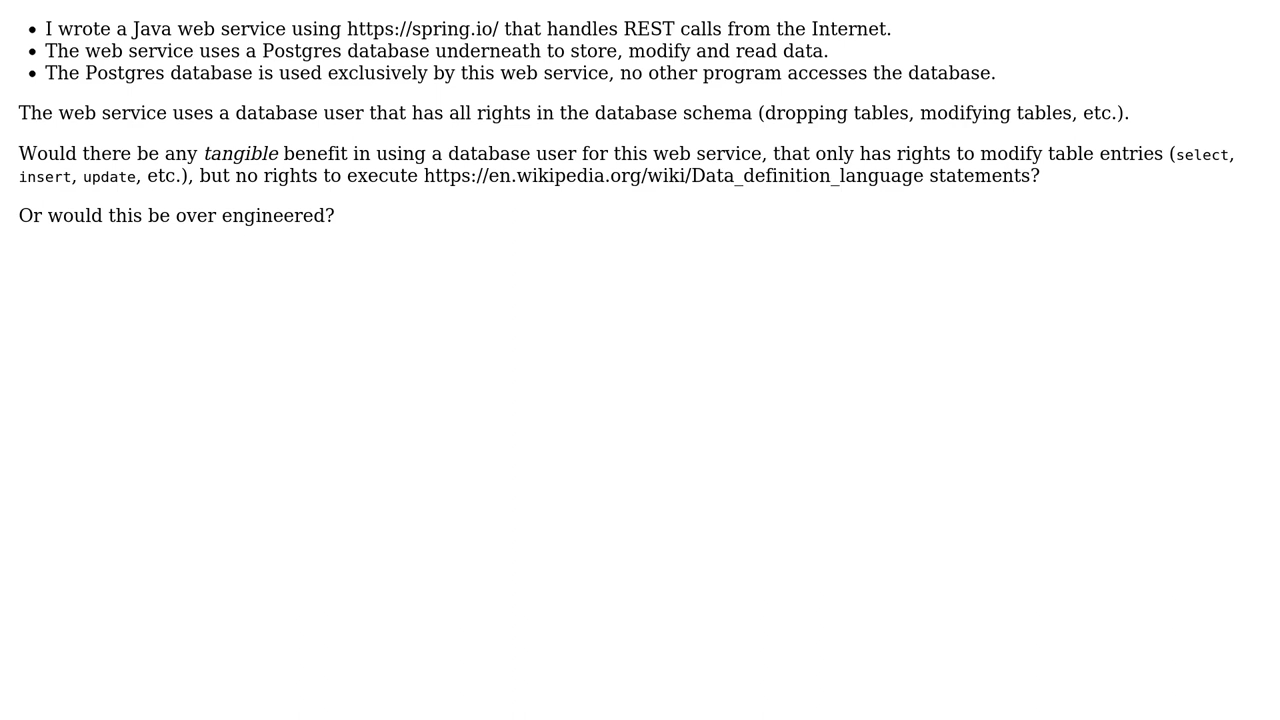 • I wrote a Java web service using https://spring.io/ that handles REST calls from the Internet.
• The web service uses a Postgres database underneath to store, modify and read data.
• The Postgres database is used exclusively by this web service, no other program accesses the database.
The web service uses a database user that has all rights in the database schema (dropping tables, modifying tables, etc.).
Would there be any tangible benefit in using a database user for this web service, that only has rights to modify table entries (select,
insert, update, etc.), but no rights to execute https://en.wikipedia.org/wiki/Data_definition_language statements?
Or would this be over engineered?